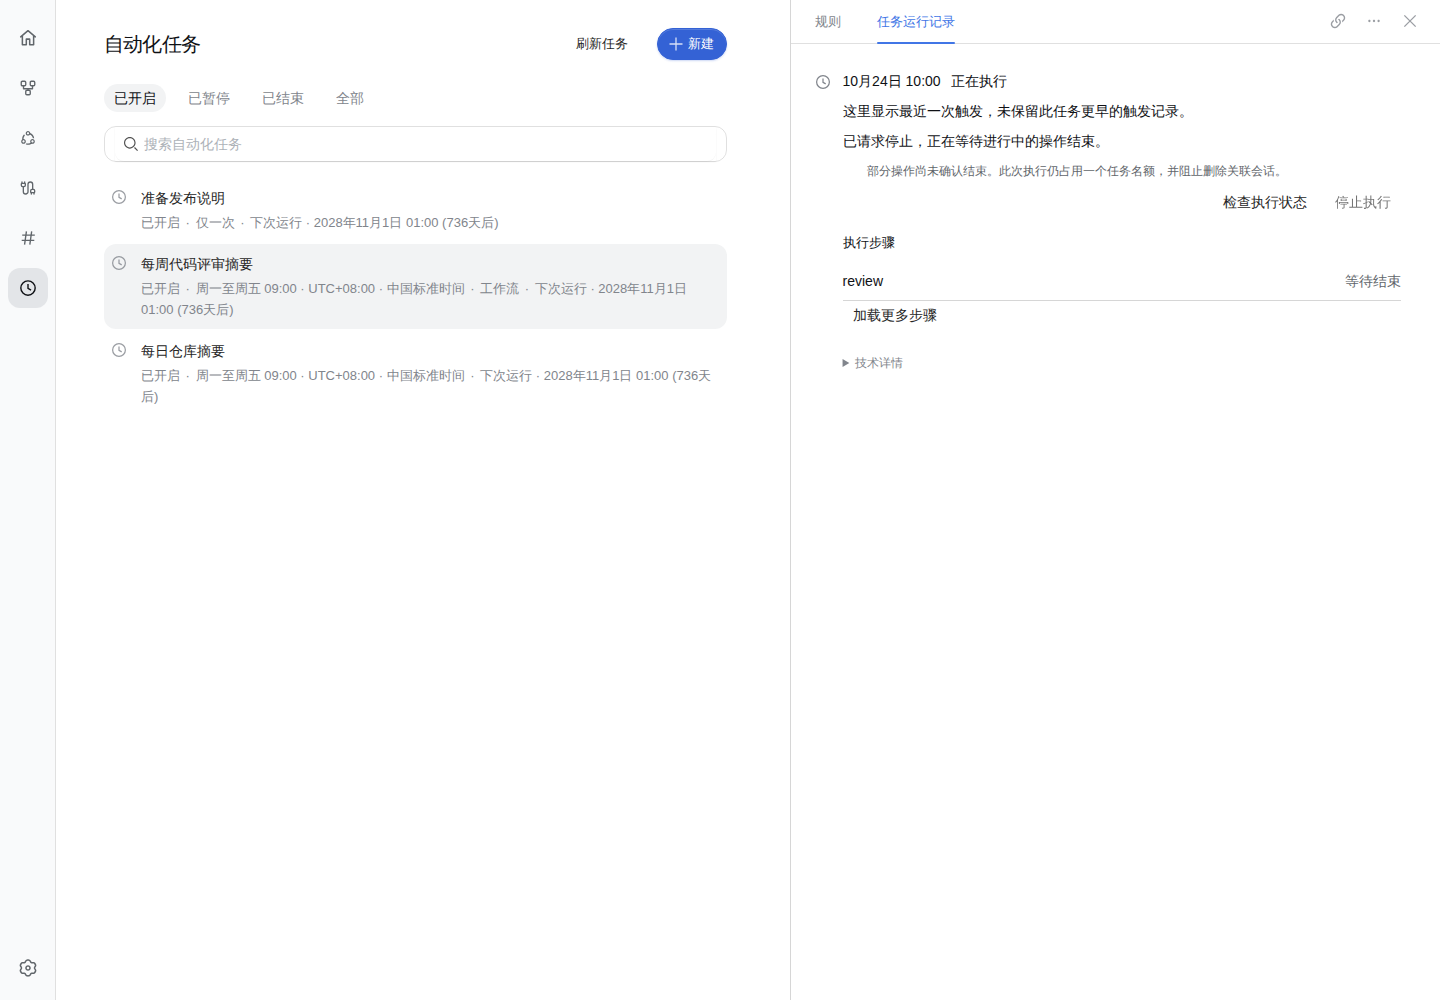 自动化任务
刷新任务
新建
已开启
已暂停
已结束
全部
搜索自动化任务
准备发布说明
已开启 · 仅一次 · 下次运行 · 2028年11月1日 01:00 (736天后)
每周代码评审摘要
已开启 · 周一至周五 09:00 · UTC+08:00 · 中国标准时间 · 工作流 · 下次运行 · 2028年11月1日
01:00 (736天后)
每日仓库摘要
已开启 · 周一至周五 09:00 · UTC+08:00 · 中国标准时间 · 下次运行 · 2028年11月1日 01:00 (736天
后)
规则
任务运行记录
10月24日 10:00 正在执行
这里显示最近一次触发，未保留此任务更早的触发记录。
已请求停止，正在等待进行中的操作结束。
部分操作尚未确认结束。此次执行仍占用一个任务名额，并阻止删除关联会话。
检查执行状态
停止执行
执行步骤
review
等待结束
加载更多步骤
技术详情